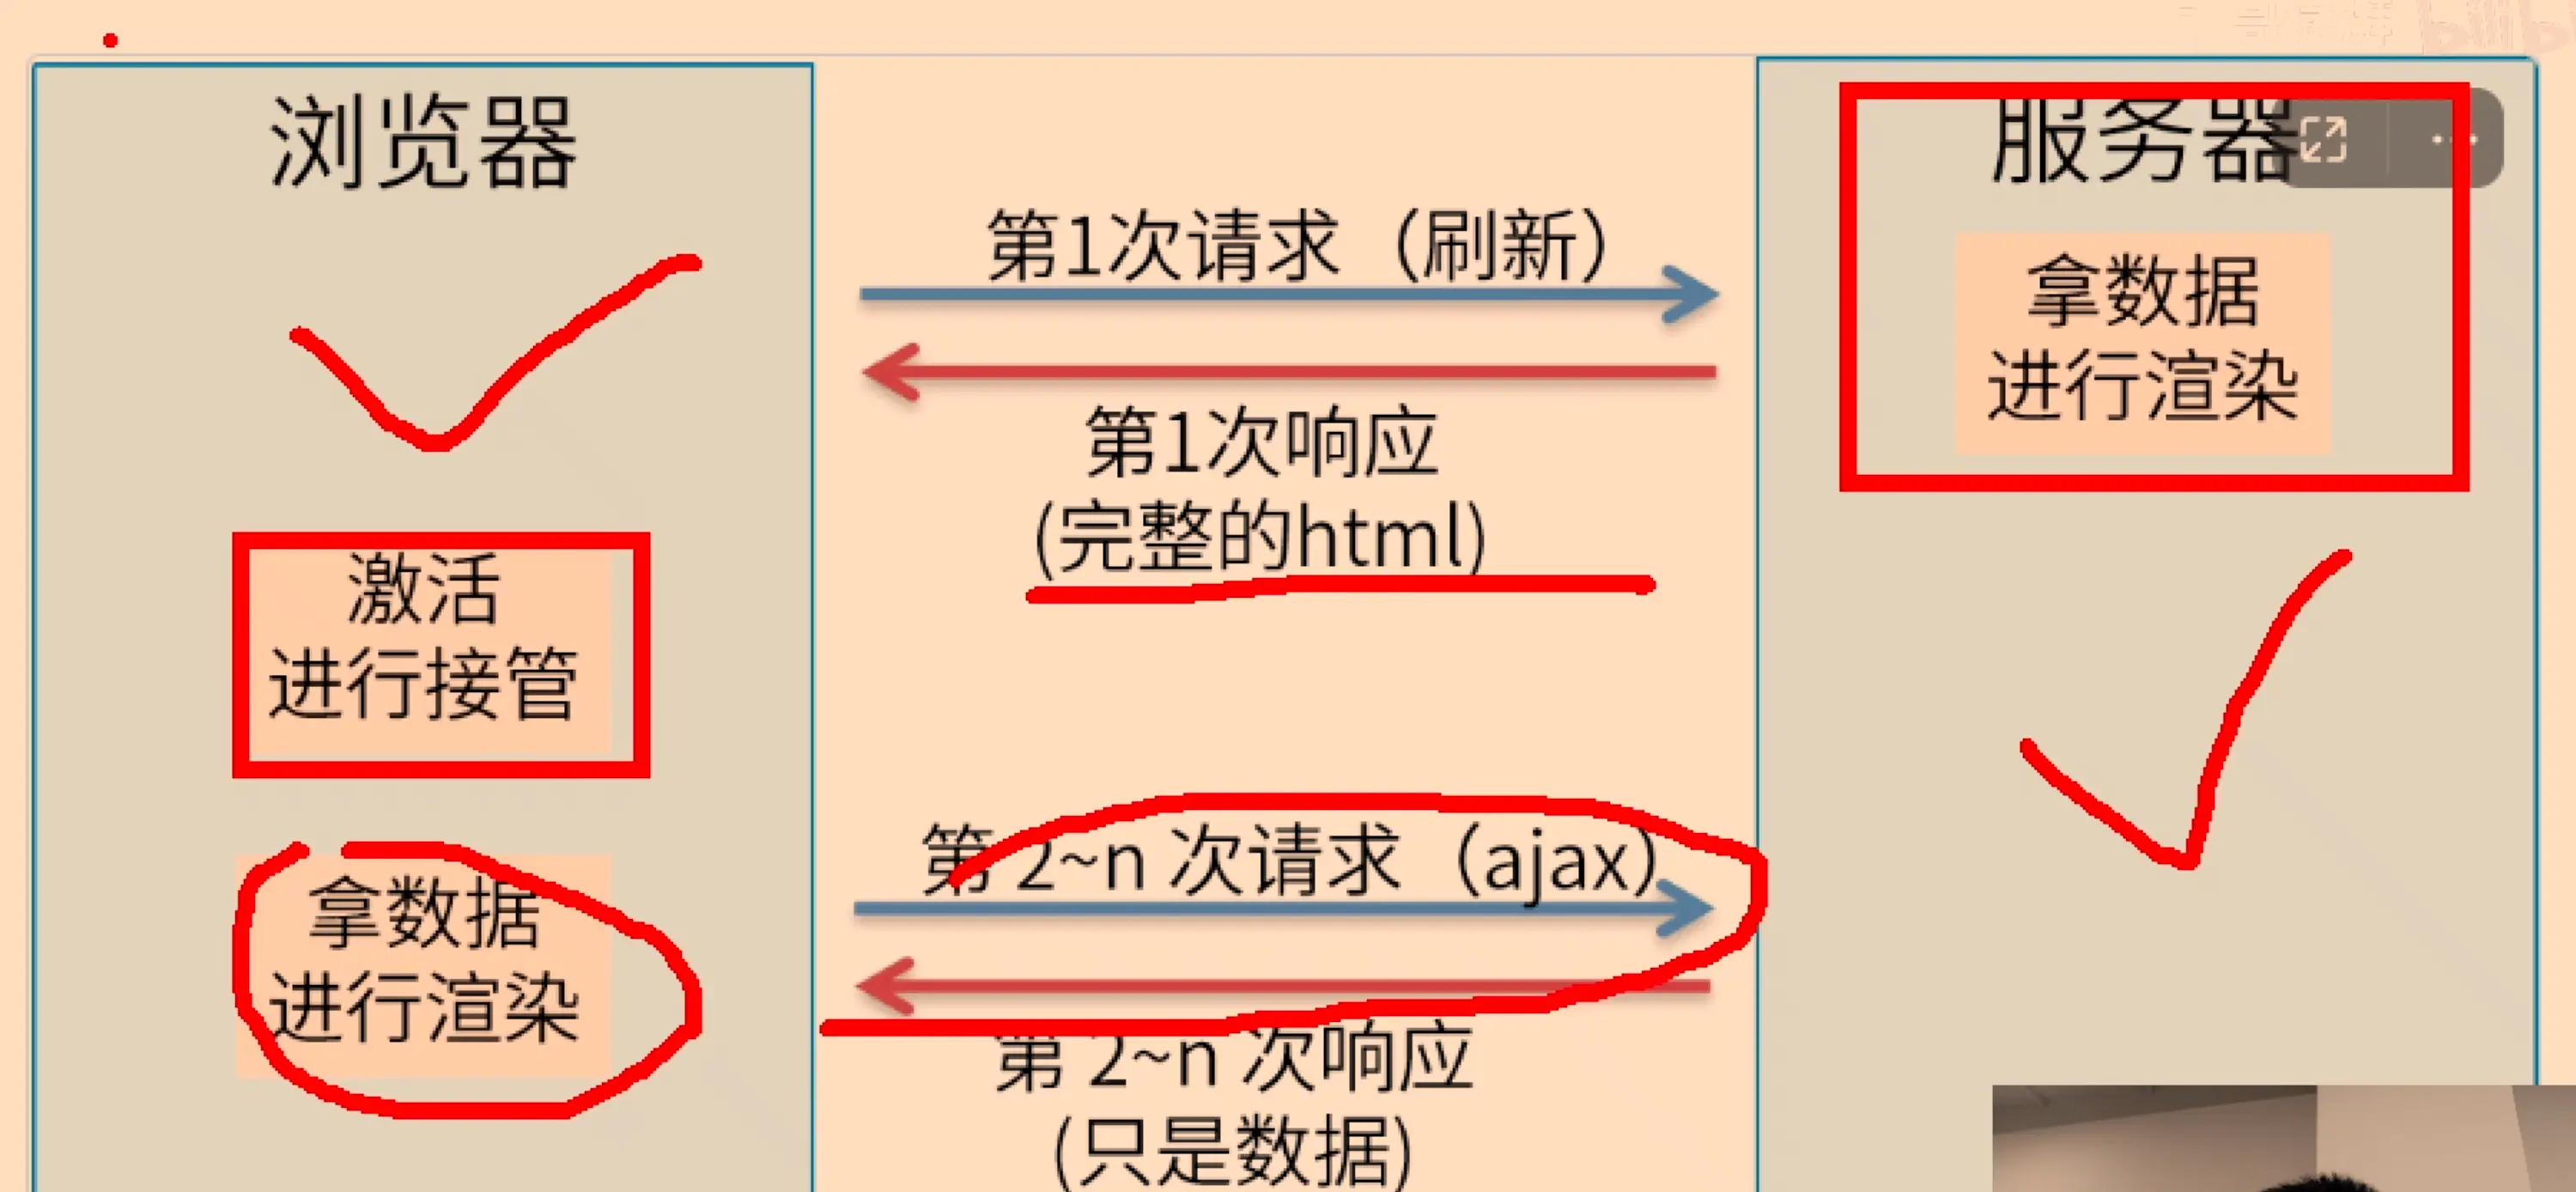 浏览器
服务器
第1次请求（刷新）
拿数据
进行渲染
第1次响应
(完整的html)
激活
进行接管
第 2~n 次请求（ajax）
拿数据
进行渲染
第 2~n 次响应
(只是数据)